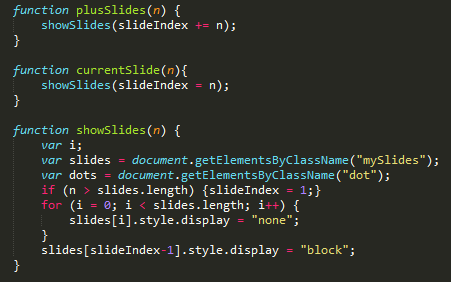 function plusSlides(n) {
    showSlides(slideIndex += n);
}
function currentSlide(n){
    showSlides(slideIndex = n);
}
function showSlides(n) {
    var i;
    var slides = document.getElementsByClassName("mySlides");
    var dots = document.getElementsByClassName("dot");
    if (n > slides.length) {slideIndex = 1;}
    for (i = 0; i < slides.length; i++) {
        slides[i].style.display = "none";
    }
    slides[slideIndex-1].style.display = "block";
}